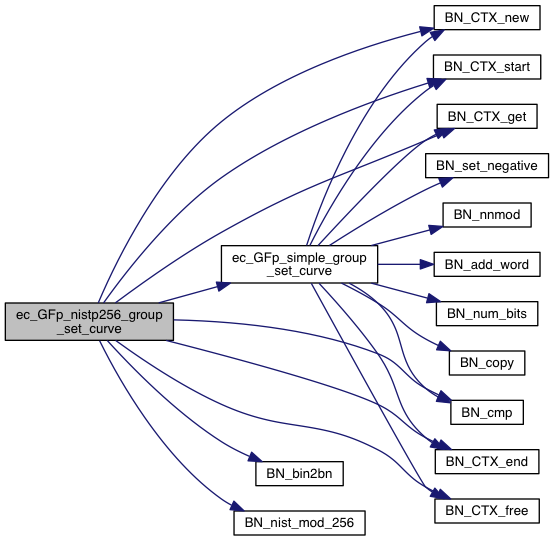 BN_CTX_new
BN_CTX_start
BN_CTX_get
BN_set_negative
BN_nnmod
ec_GFp_simple_group
_set_curve
BN_add_word
BN_num_bits
ec_GFp_nistp256_group
_set_curve
BN_copy
BN_cmp
BN_CTX_end
BN_bin2bn
BN_CTX_free
BN_nist_mod_256